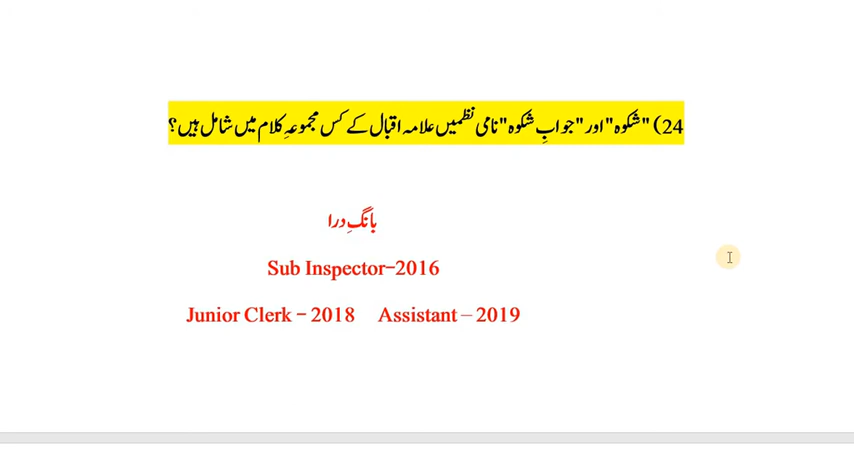 24) "شکوہ" اور "جوابِ شکوہ" نامی نظمیں علامہ اقبال کے کس مجموعہِ کلام میں شامل ہیں؟
بانگِ درا
Sub Inspector-2016
Junior Clerk - 2018 Assistant – 2019